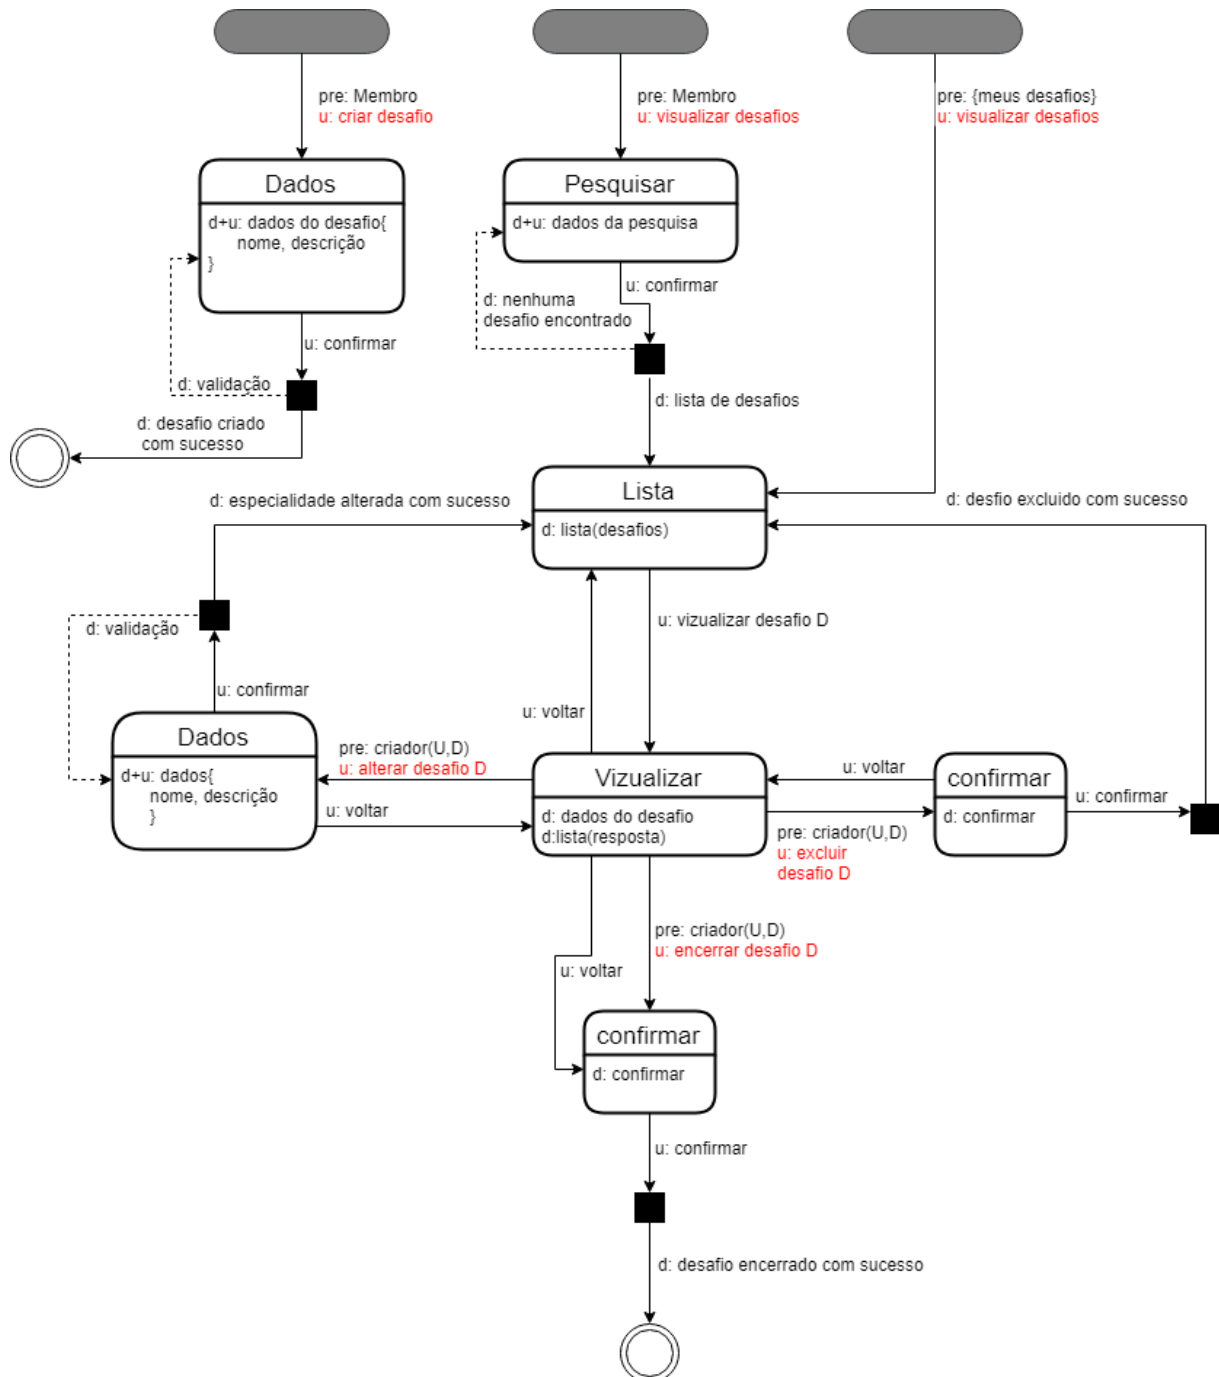 pre: Membro
u: criar desafio
pre: Membro
u: visualizar desafios
pre: {meus desafios}
u: visualizar desafios
Dados
d+u: dados do desafio{
nome, descrição
}
Pesquisar
d+u: dados da pesquisa
u: confirmar
d: nenhuma
desafio encontrado
u: confirmar
d: validação
d: lista de desafios
d: desafio criado
com sucesso
Lista
d: lista(desafios)
d: especialidade alterada com sucesso
d: desfio excluido com sucesso
d: validação
u: vizualizar desafio D
u: confirmar
u: voltar
Dados
d+u: dados{
nome, descrição
}
pre: criador(U,D)
u: alterar desafio D
u: voltar
Vizualizar
d: dados do desafio
d:lista(resposta)
u: voltar
pre: criador(U,D)
u: excluir
desafio D
confirmar
d: confirmar
u: confirmar
pre: criador(U,D)
u: encerrar desafio D
u: voltar
confirmar
d: confirmar
u: confirmar
d: desafio encerrado com sucesso